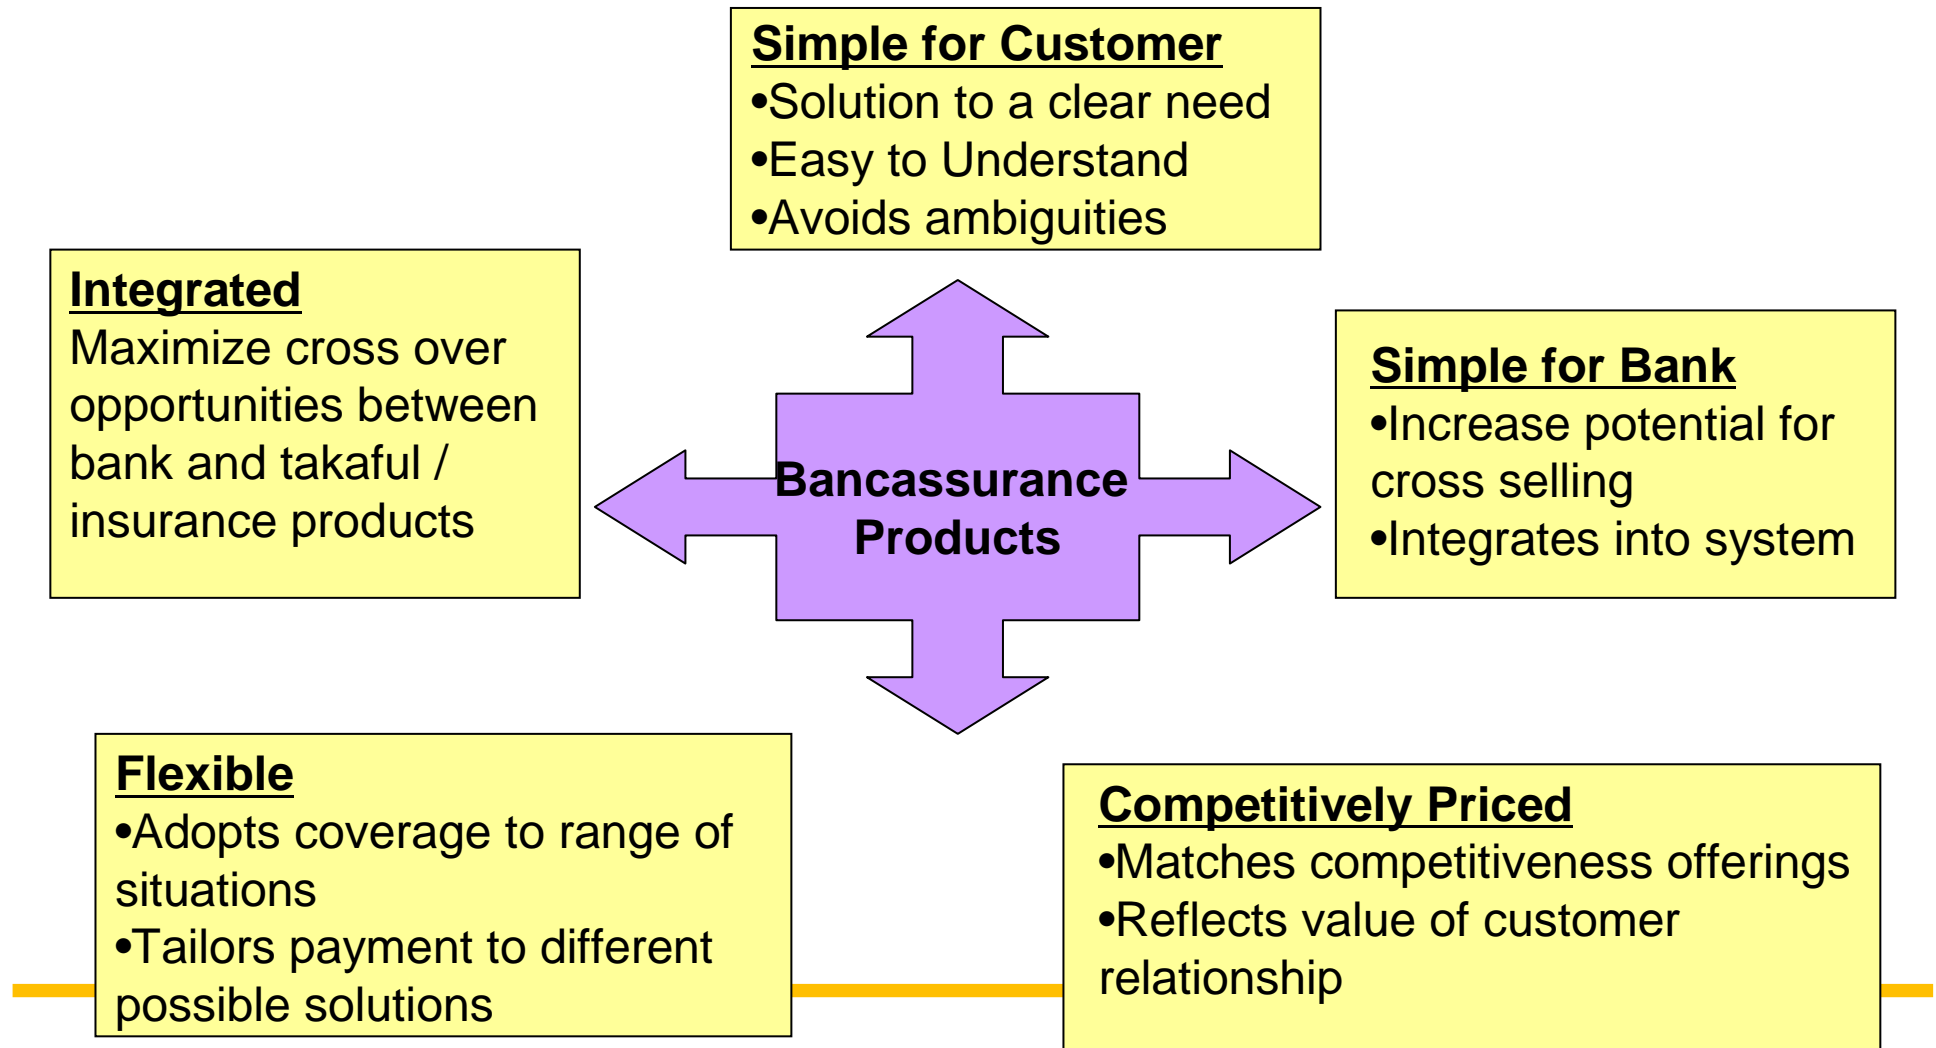 Simple for Customer
•Solution to a clear need
•Easy to Understand
•Avoids ambiguities
Integrated
Maximize cross over
opportunities between
bank and takaful /
insurance products
Bancassurance
Products
Simple for Bank
•Increase potential for
cross selling
•Integrates into system
Flexible
•Adopts coverage to range of
situations
•Tailors payment to different
possible solutions
Competitively Priced
•Matches competitiveness offerings
•Reflects value of customer
relationship